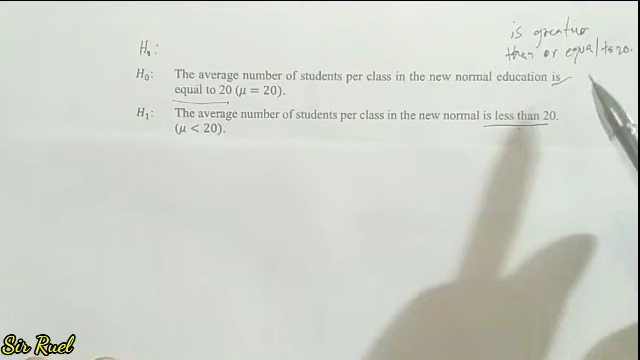 is greater
than or equal to 20.
H₀:
H₀: The average number of students per class in the new normal education is
equal to 20 (μ = 20).
H₁: The average number of students per class in the new normal is less than 20.
(μ < 20).
Sir Ruel